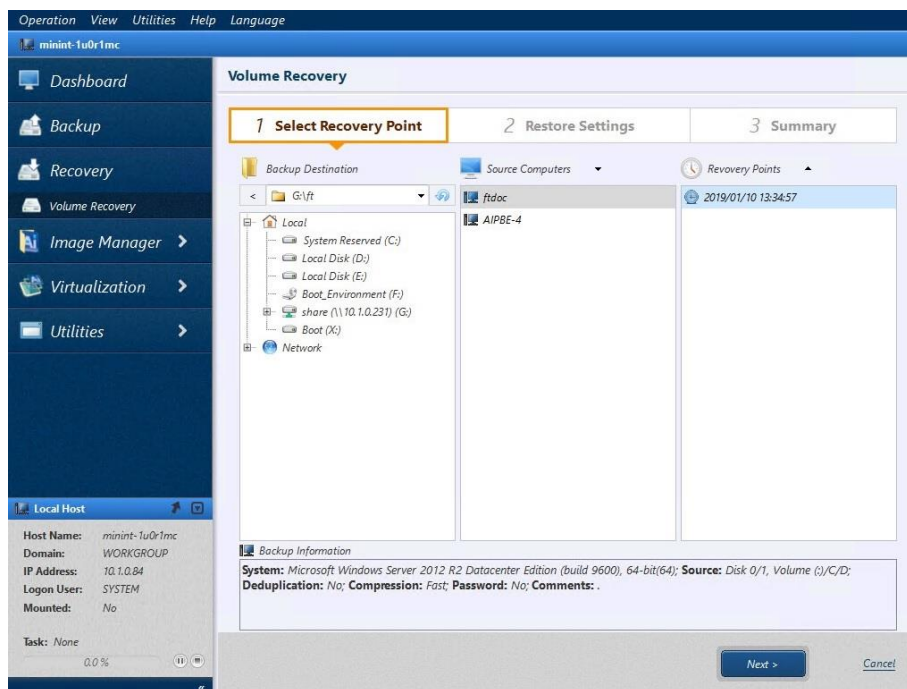 Operation View Utilities Help Language
minint-1u0r1mc
Dashboard
Backup
Recovery
Volume Recovery
Image Manager
Virtualization
Utilities
Local Host
Host Name: minint-1u0r1mc
Domain: WORKGROUP
IP Address: 10.1.0.84
Logon User: SYSTEM
Mounted: No
Task: None
0.0 %
Volume Recovery
1 Select Recovery Point
2 Restore Settings
3 Summary
Backup Destination
< G:\ft
Local
System Reserved (C:)
Local Disk (D:)
Local Disk (E:)
Boot_Environment (F:)
share (\\10.1.0.231) (G:)
Boot (X:)
Network
Source Computers
ftdoc
AIPBE-4
Revovery Points
2019/01/10 13:34:57
Backup Information
System: Microsoft Windows Server 2012 R2 Datacenter Edition (build 9600), 64-bit(64); Source: Disk 0/1, Volume (:)/C/D;
Deduplication: No; Compression: Fast; Password: No; Comments: .
Next >
Cancel